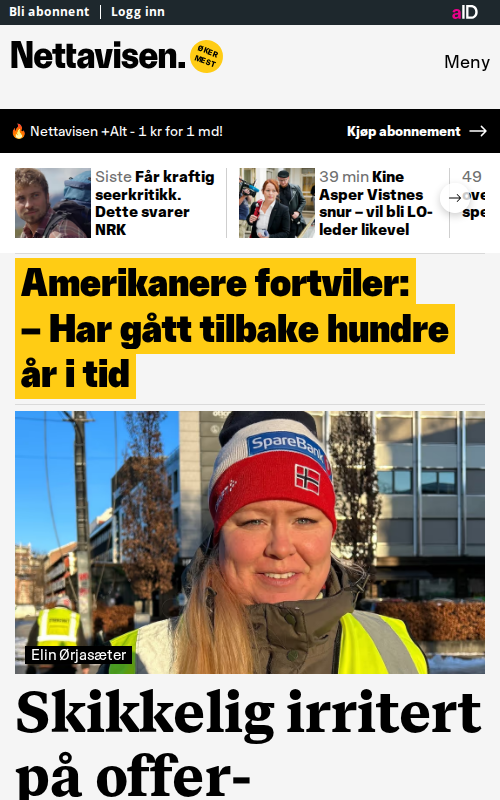 Bli abonnent | Logg inn
aID
Nettavisen.
ØKER
MEST
Meny
🔥 Nettavisen +Alt - 1 kr for 1 md!
Kjøp abonnement →
Siste Får kraftig
seerkritikk.
Dette svarer
NRK
39 min Kine
Asper Vistnes
snur – vil bli LO-
leder likevel
49
Amerikanere fortviler:
– Har gått tilbake hundre
år i tid
SpareBank
Elin Ørjasæter
Skikkelig irritert
på offer-